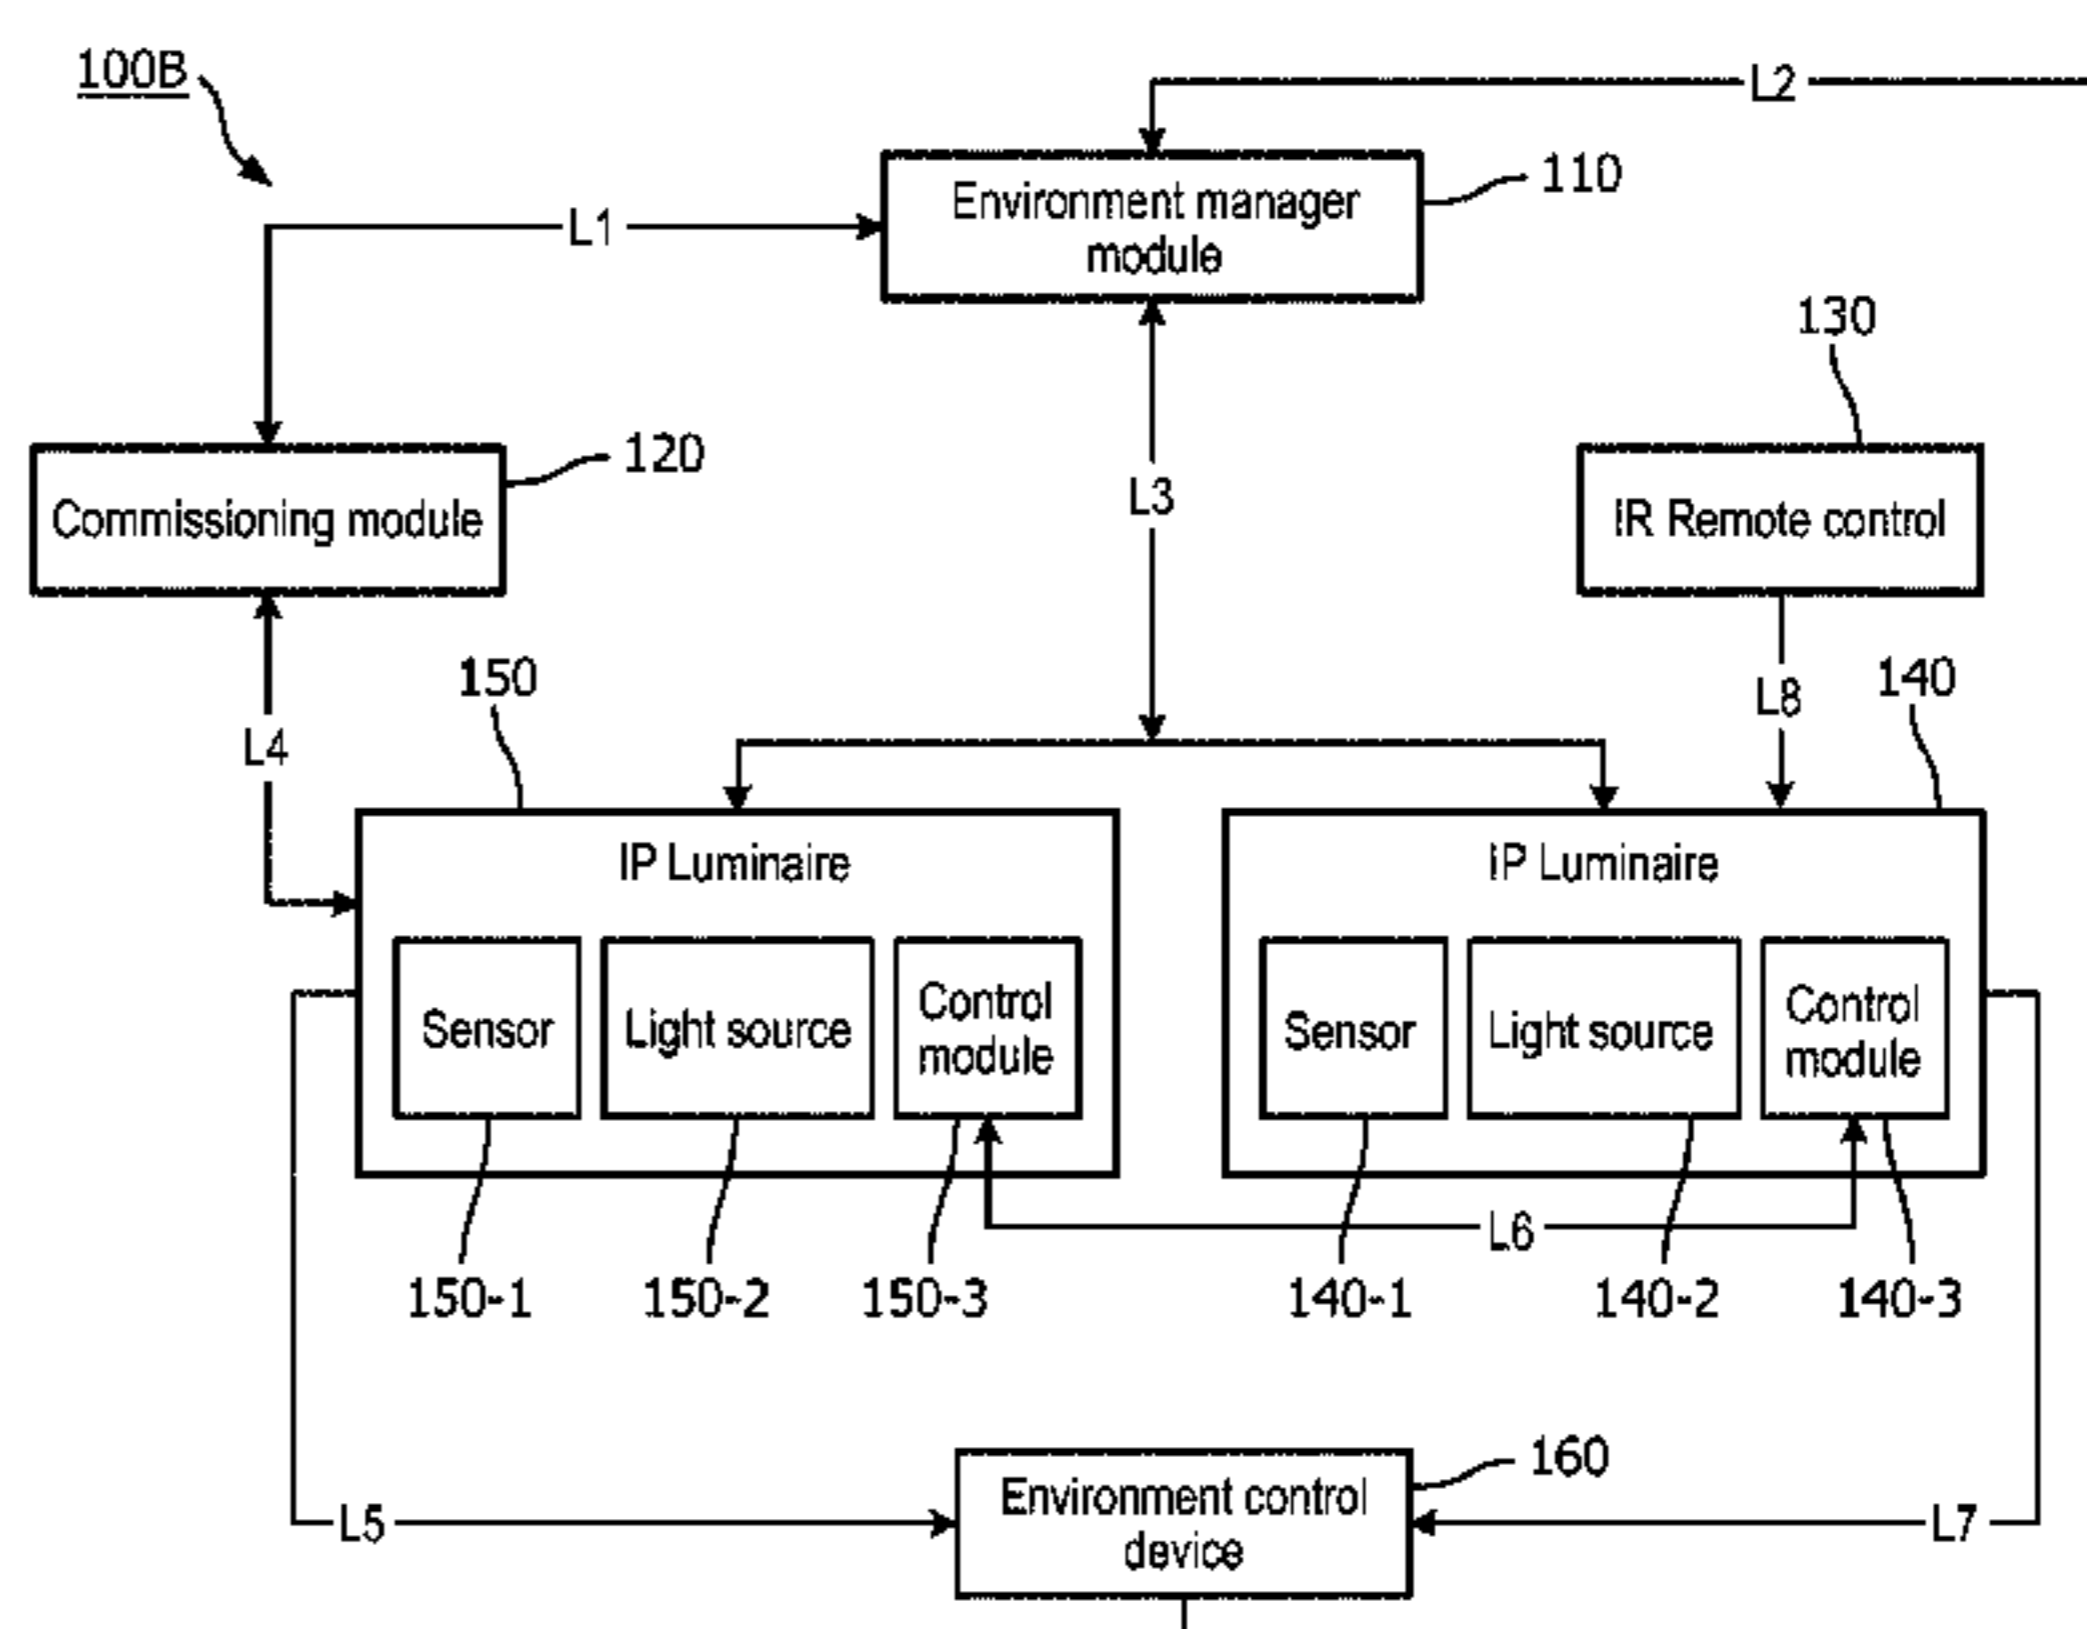 100B
L2
Environment manager
module
110
L1
130
120
Commissioning module
L3
IR Remote control
150
L8
140
L4
IP Luminaire
IP Luminaire
Sensor
Light source
Control
module
Sensor
Light source
Control
module
L6
150-1
150-2
150-3
140-1
140-2
140-3
160
Environment control
device
L5
L7